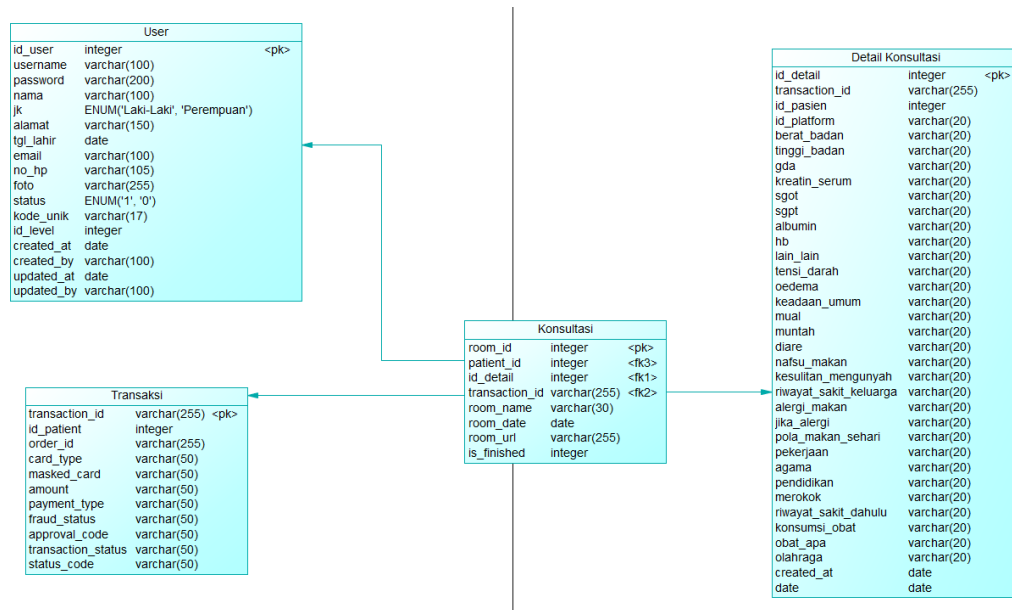 User
id_user integer <pk>
username varchar(100)
password varchar(200)
nama varchar(100)
jk ENUM('Laki-Laki', 'Perempuan')
alamat varchar(150)
tgl_lahir date
email varchar(100)
no_hp varchar(105)
foto varchar(255)
status ENUM('1', '0')
kode_unik varchar(17)
id_level integer
created_at date
created_by varchar(100)
updated_at date
updated_by varchar(100)
Transaksi
transaction_id varchar(255) <pk>
id_patient integer
order_id varchar(255)
card_type varchar(50)
masked_card varchar(50)
amount varchar(50)
payment_type varchar(50)
fraud_status varchar(50)
approval_code varchar(50)
transaction_status varchar(50)
status_code varchar(50)
Konsultasi
room_id integer <pk>
patient_id integer <fk3>
id_detail integer <fk1>
transaction_id varchar(255) <fk2>
room_name varchar(30)
room_date date
room_url varchar(255)
is_finished integer
Detail Konsultasi
id_detail integer <pk>
transaction_id varchar(255)
id_pasien integer
id_platform varchar(20)
berat_badan varchar(20)
tinggi_badan varchar(20)
gda varchar(20)
kreatin_serum varchar(20)
sgot varchar(20)
sgpt varchar(20)
albumin varchar(20)
hb varchar(20)
lain_lain varchar(20)
tensi_darah varchar(20)
oedema varchar(20)
keadaan_umum varchar(20)
mual varchar(20)
muntah varchar(20)
diare varchar(20)
nafsu_makan varchar(20)
kesulitan_mengunyah varchar(20)
riwayat_sakit_keluarga varchar(20)
alergi_makan varchar(20)
jika_alergi varchar(20)
pola_makan_sehari varchar(20)
pekerjaan varchar(20)
agama varchar(20)
pendidikan varchar(20)
merokok varchar(20)
riwayat_sakit_dahulu varchar(20)
konsumsi_obat varchar(20)
obat_apa varchar(20)
olahraga varchar(20)
created_at date
date date